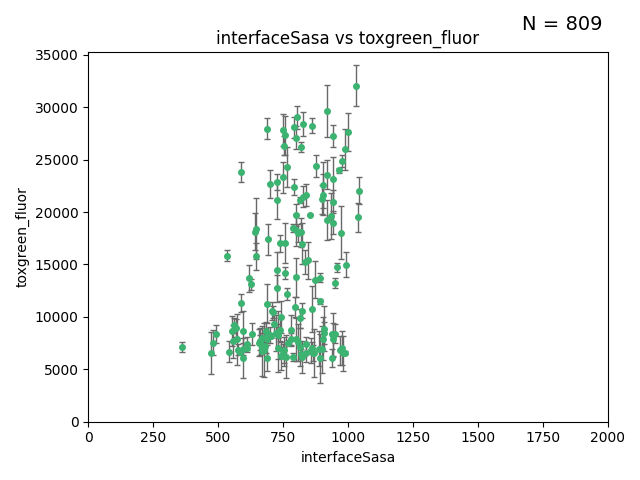 N = 809
interfaceSasa vs toxgreen_fluor
35000
30000
25000
20000
15000
10000
5000
0
toxgreen_fluor
0 250 500 750 1000 1250 1500 1750 2000
interfaceSasa